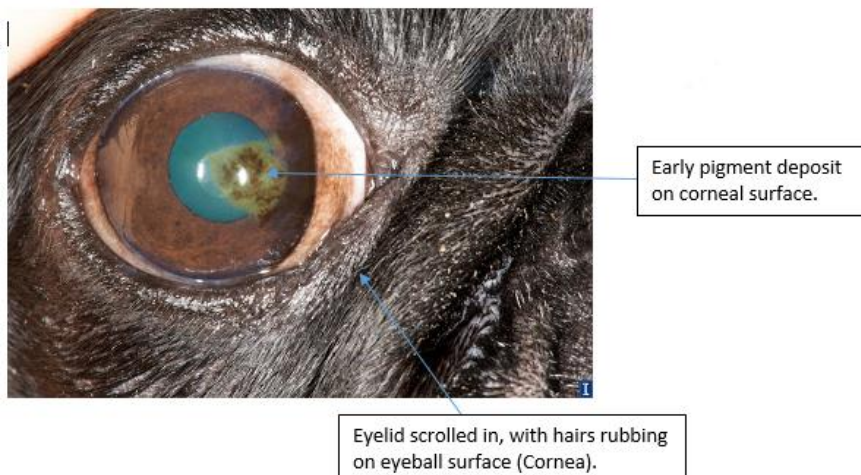 Early pigment deposit
on corneal surface.
I
Eyelid scrolled in, with hairs rubbing
on eyeball surface (Cornea).